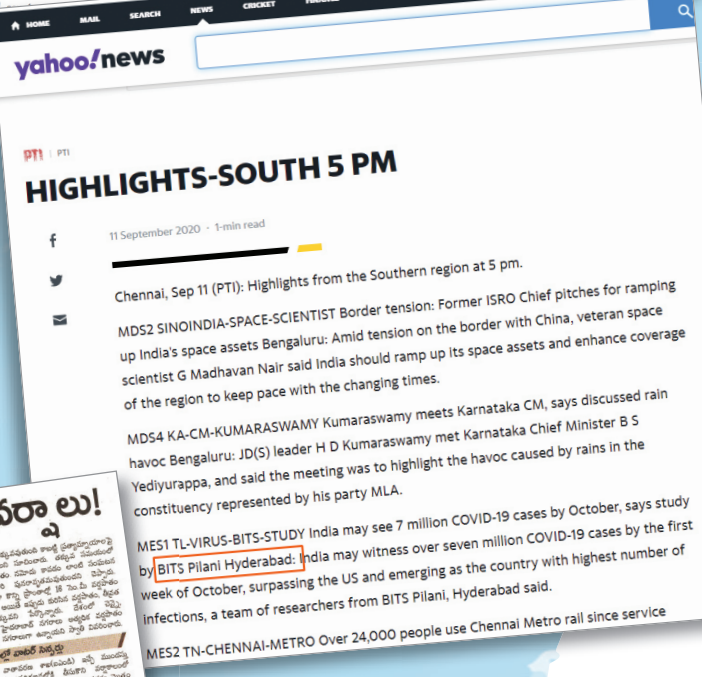 HOME MAIL SEARCH NEWS CRICKET
yahoo!news
PTI PTI
HIGHLIGHTS-SOUTH 5 PM
11 September 2020 · 1-min read
Chennai, Sep 11 (PTI): Highlights from the Southern region at 5 pm.
MDS2 SINOINDIA-SPACE-SCIENTIST Border tension: Former ISRO Chief pitches for ramping
up India's space assets Bengaluru: Amid tension on the border with China, veteran space
scientist G Madhavan Nair said India should ramp up its space assets and enhance coverage
of the region to keep pace with the changing times.
MDS4 KA-CM-KUMARASWAMY Kumaraswamy meets Karnataka CM, says discussed rain
havoc Bengaluru: JD(S) leader H D Kumaraswamy met Karnataka Chief Minister B S
Yediyurappa, and said the meeting was to highlight the havoc caused by rains in the
constituency represented by his party MLA.
MES1 TL-VIRUS-BITS-STUDY India may see 7 million COVID-19 cases by October, says study
by BITS Pilani Hyderabad: India may witness over seven million COVID-19 cases by the first
week of October, surpassing the US and emerging as the country with highest number of
infections, a team of researchers from BITS Pilani, Hyderabad said.
MES2 TN-CHENNAI-METRO Over 24,000 people use Chennai Metro rail since service